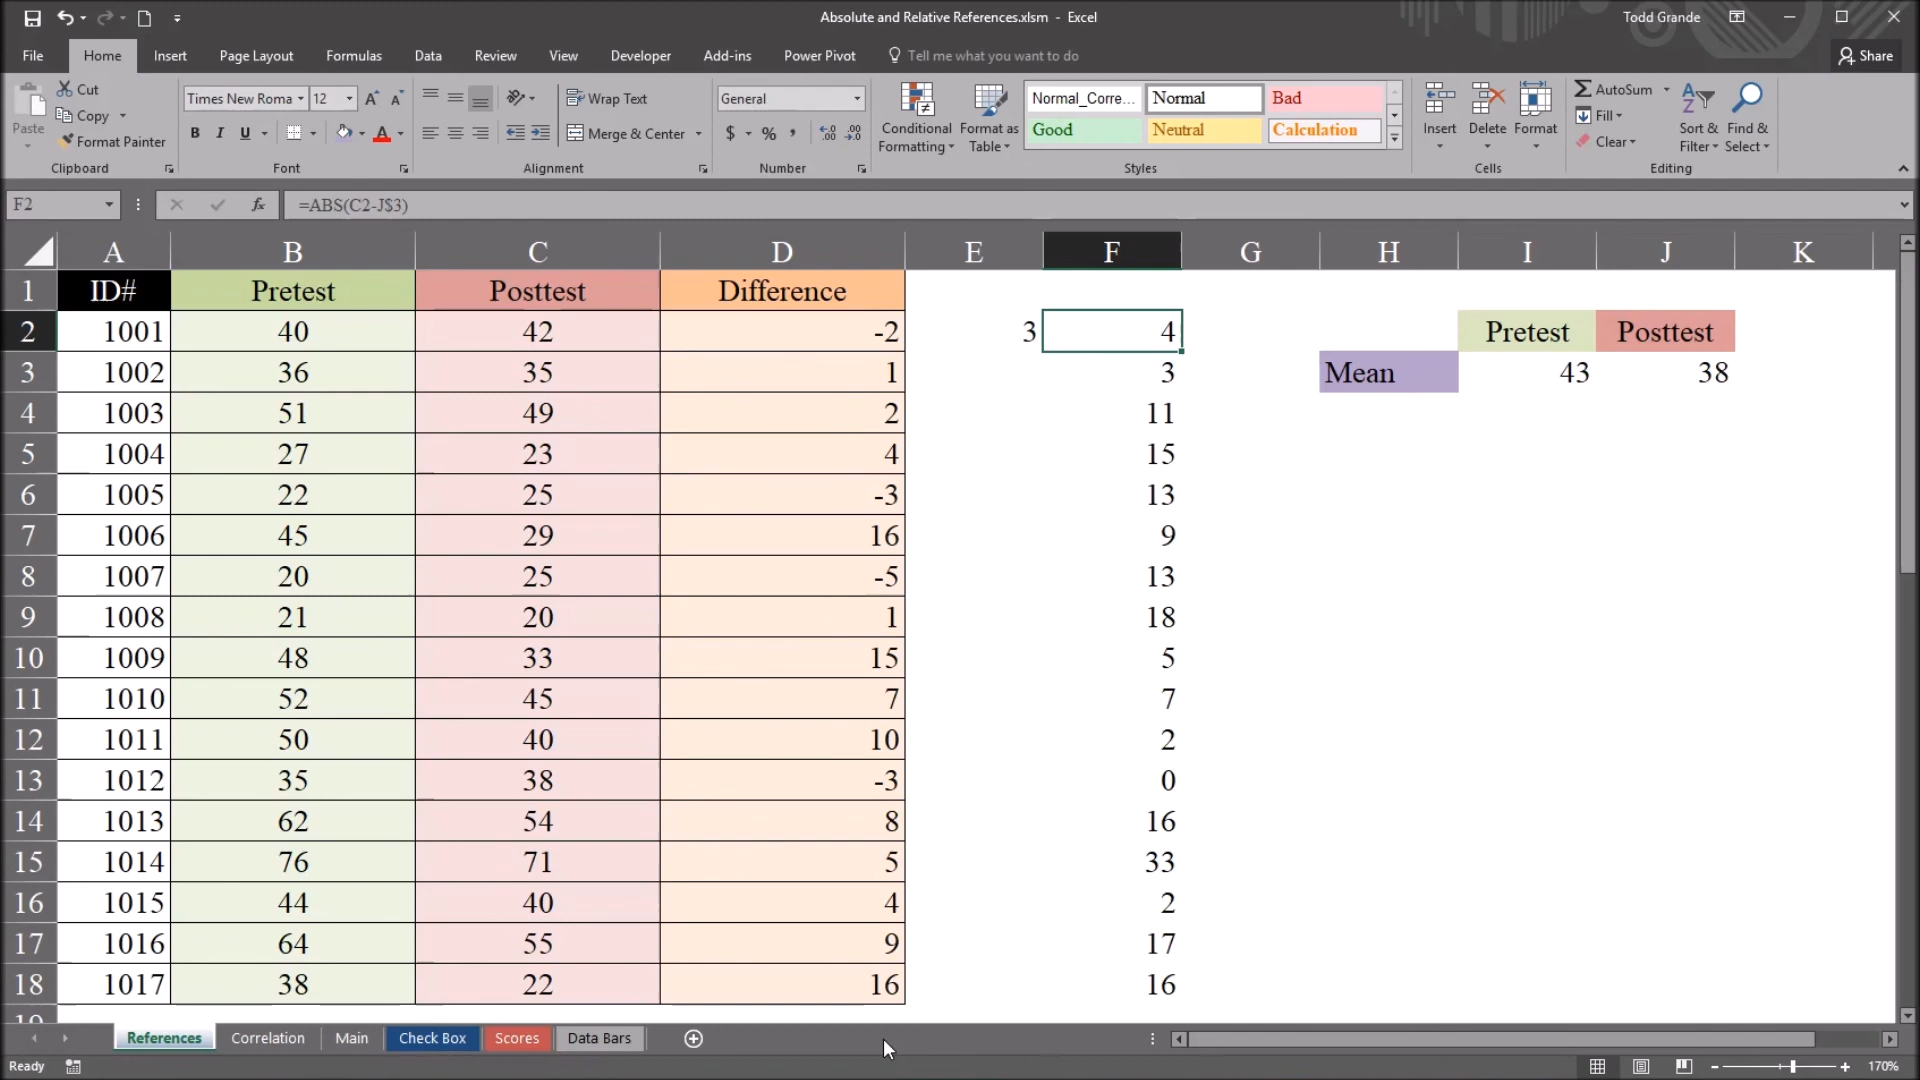 Absolute and Relative References.xlsm - Excel
Todd Grande
File Home Insert Page Layout Formulas Data Review View Developer Add-ins Power Pivot Tell me what you want to do Share
Paste
Cut
Copy
Format Painter
Clipboard
Times New Roma 12
B I U
Font
Wrap Text
Merge & Center
Alignment
General
$ % ,
Number
Conditional Formatting
Format as Table
Normal_Corre... Normal Bad
Good Neutral Calculation
Styles
Insert Delete Format
Cells
AutoSum
Fill
Clear
Sort & Filter
Find & Select
Editing
F2 fx =ABS(C2-J$3)
A B C D E F G H I J K
1 ID# Pretest Posttest Difference
2 1001 40 42 -2 3 4 Pretest Posttest
3 1002 36 35 1 3 Mean 43 38
4 1003 51 49 2 11
5 1004 27 23 4 15
6 1005 22 25 -3 13
7 1006 45 29 16 9
8 1007 20 25 -5 13
9 1008 21 20 1 18
10 1009 48 33 15 5
11 1010 52 45 7 7
12 1011 50 40 10 2
13 1012 35 38 -3 0
14 1013 62 54 8 16
15 1014 76 71 5 33
16 1015 44 40 4 2
17 1016 64 55 9 17
18 1017 38 22 16 16
19
References Correlation Main Check Box Scores Data Bars
Ready
170%